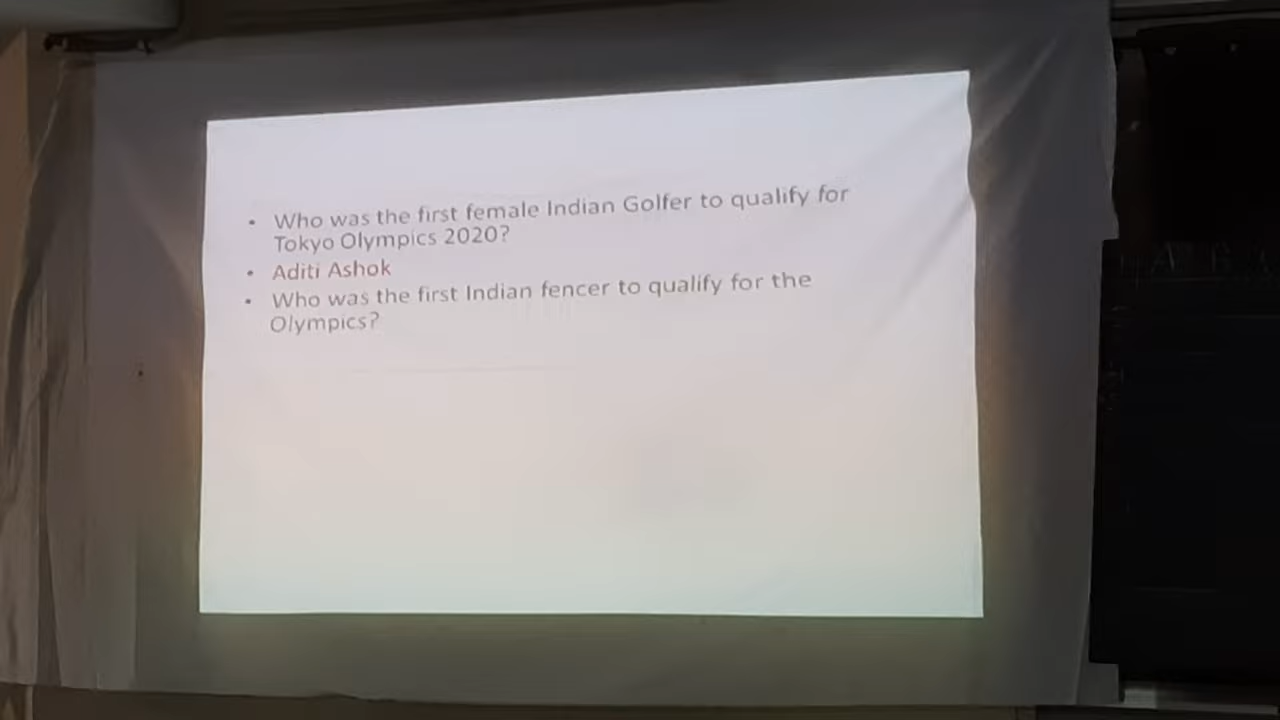 • Who was the first female Indian Golfer to qualify for
Tokyo Olympics 2020?
• Aditi Ashok
• Who was the first Indian fencer to qualify for the
Olympics?